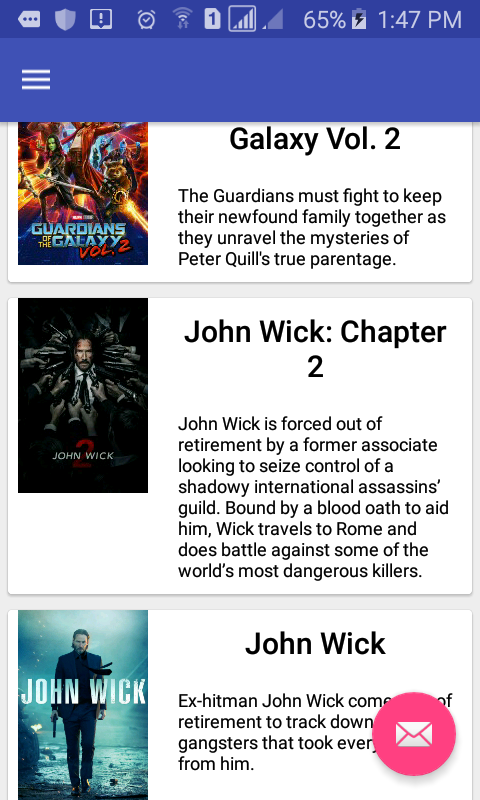 1
65%
1:47 PM
Galaxy Vol. 2
The Guardians must fight to keep
their newfound family together as
they unravel the mysteries of
Peter Quill's true parentage.
GUARDIANS
OF THE GALAXY
VOL. 2
John Wick: Chapter
2
John Wick is forced out of
retirement by a former associate
looking to seize control of a
shadowy international assassins’
guild. Bound by a blood oath to aid
him, Wick travels to Rome and
does battle against some of the
world’s most dangerous killers.
2
JOHN WICK
John Wick
Ex-hitman John Wick come of
retirement to track down
gangsters that took every
from him.
JOHN WICK